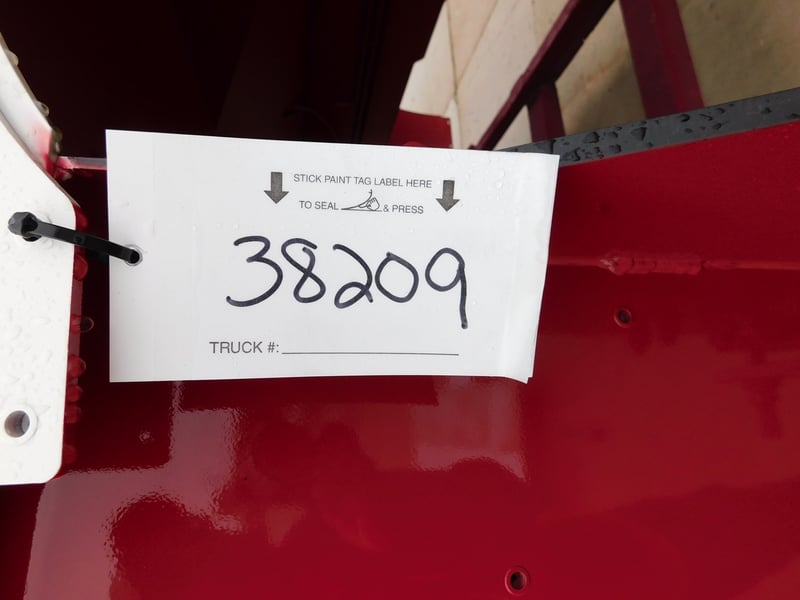 STICK PAINT TAG LABEL HERE
TO SEAL & PRESS
38209
TRUCK #: